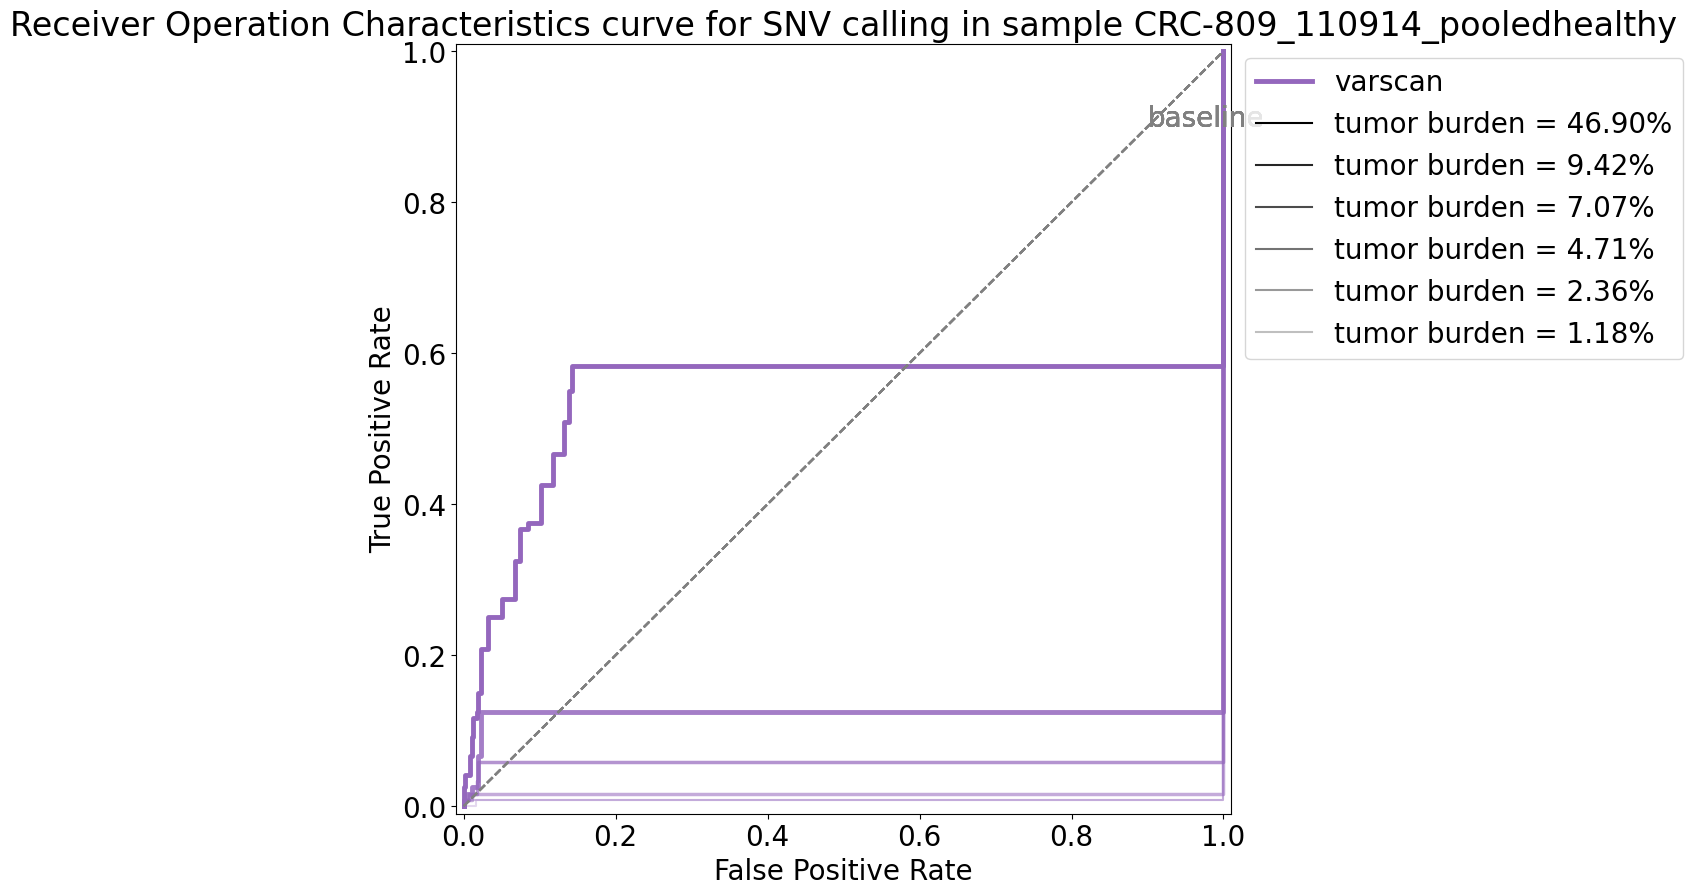 Receiver Operation Characteristics curve for SNV calling in sample CRC-809_110914_pooledhealthy
1.0
0.8
0.6
0.4
0.2
0.0
True Positive Rate
baseline
0.0 0.2 0.4 0.6 0.8 1.0
False Positive Rate
varscan
tumor burden = 46.90%
tumor burden = 9.42%
tumor burden = 7.07%
tumor burden = 4.71%
tumor burden = 2.36%
tumor burden = 1.18%